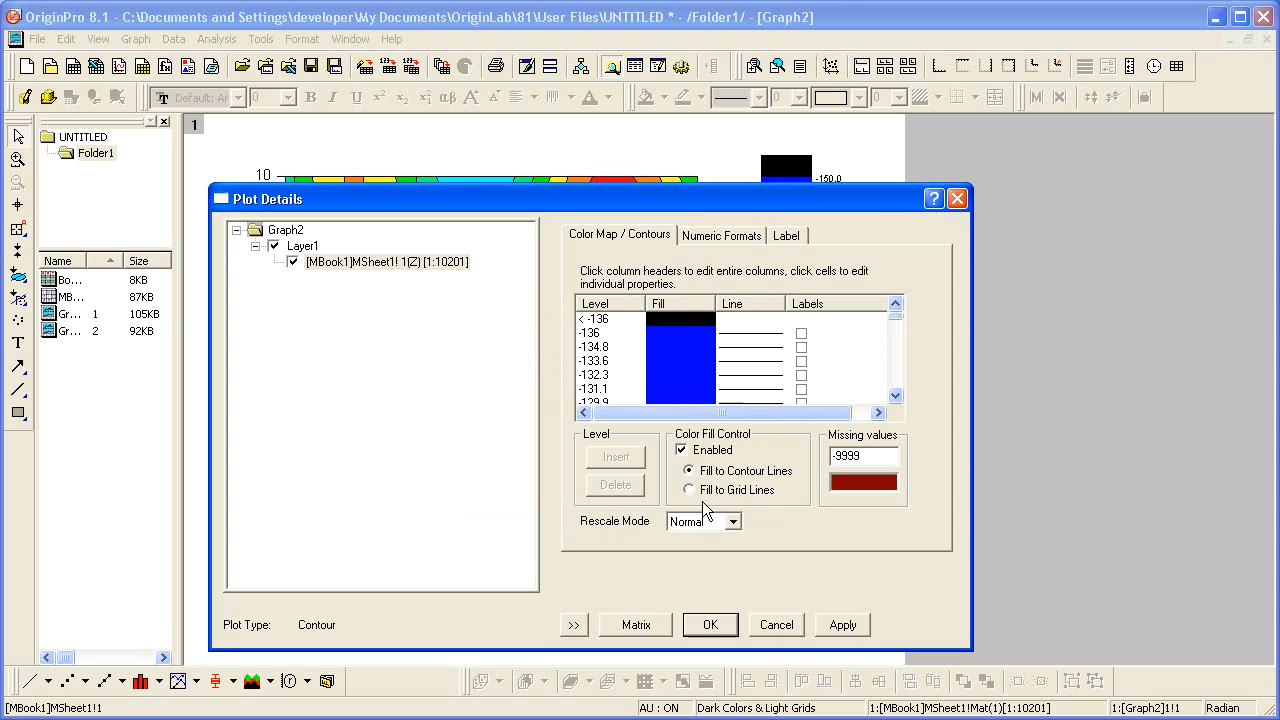 OriginPro 8.1 - C:\Documents and Settings\developer\My Documents\OriginLab\81\User Files\UNTITLED * - /Folder1/ - [Graph2]
File Edit View Graph Data Analysis Tools Format Window Help
Default: Ar 0 B I U 0 0
UNTITLED
Folder1
Name Size
Bo... 8KB
MB... 87KB
Gr... 1 105KB
Gr... 2 92KB
1
10
-150.0
Plot Details
Graph2
Layer1
[MBook1]MSheet1! 1(Z) [1:10201]
Color Map / Contours Numeric Formats Label
Click column headers to edit entire columns, click cells to edit
individual properties.
Level Fill Line Labels
< -136
-136
-134.8
-133.6
-132.3
-131.1
-129.9
Level
Insert
Delete
Color Fill Control
Enabled
Fill to Contour Lines
Fill to Grid Lines
Missing values
-9999
Rescale Mode Normal
Plot Type: Contour
>> Matrix OK Cancel Apply
[MBook1]MSheet1!1 AU : ON Dark Colors & Light Grids 1:[MBook1]MSheet1!Mat(1)[1:10201] 1:[Graph2]1!1 Radian